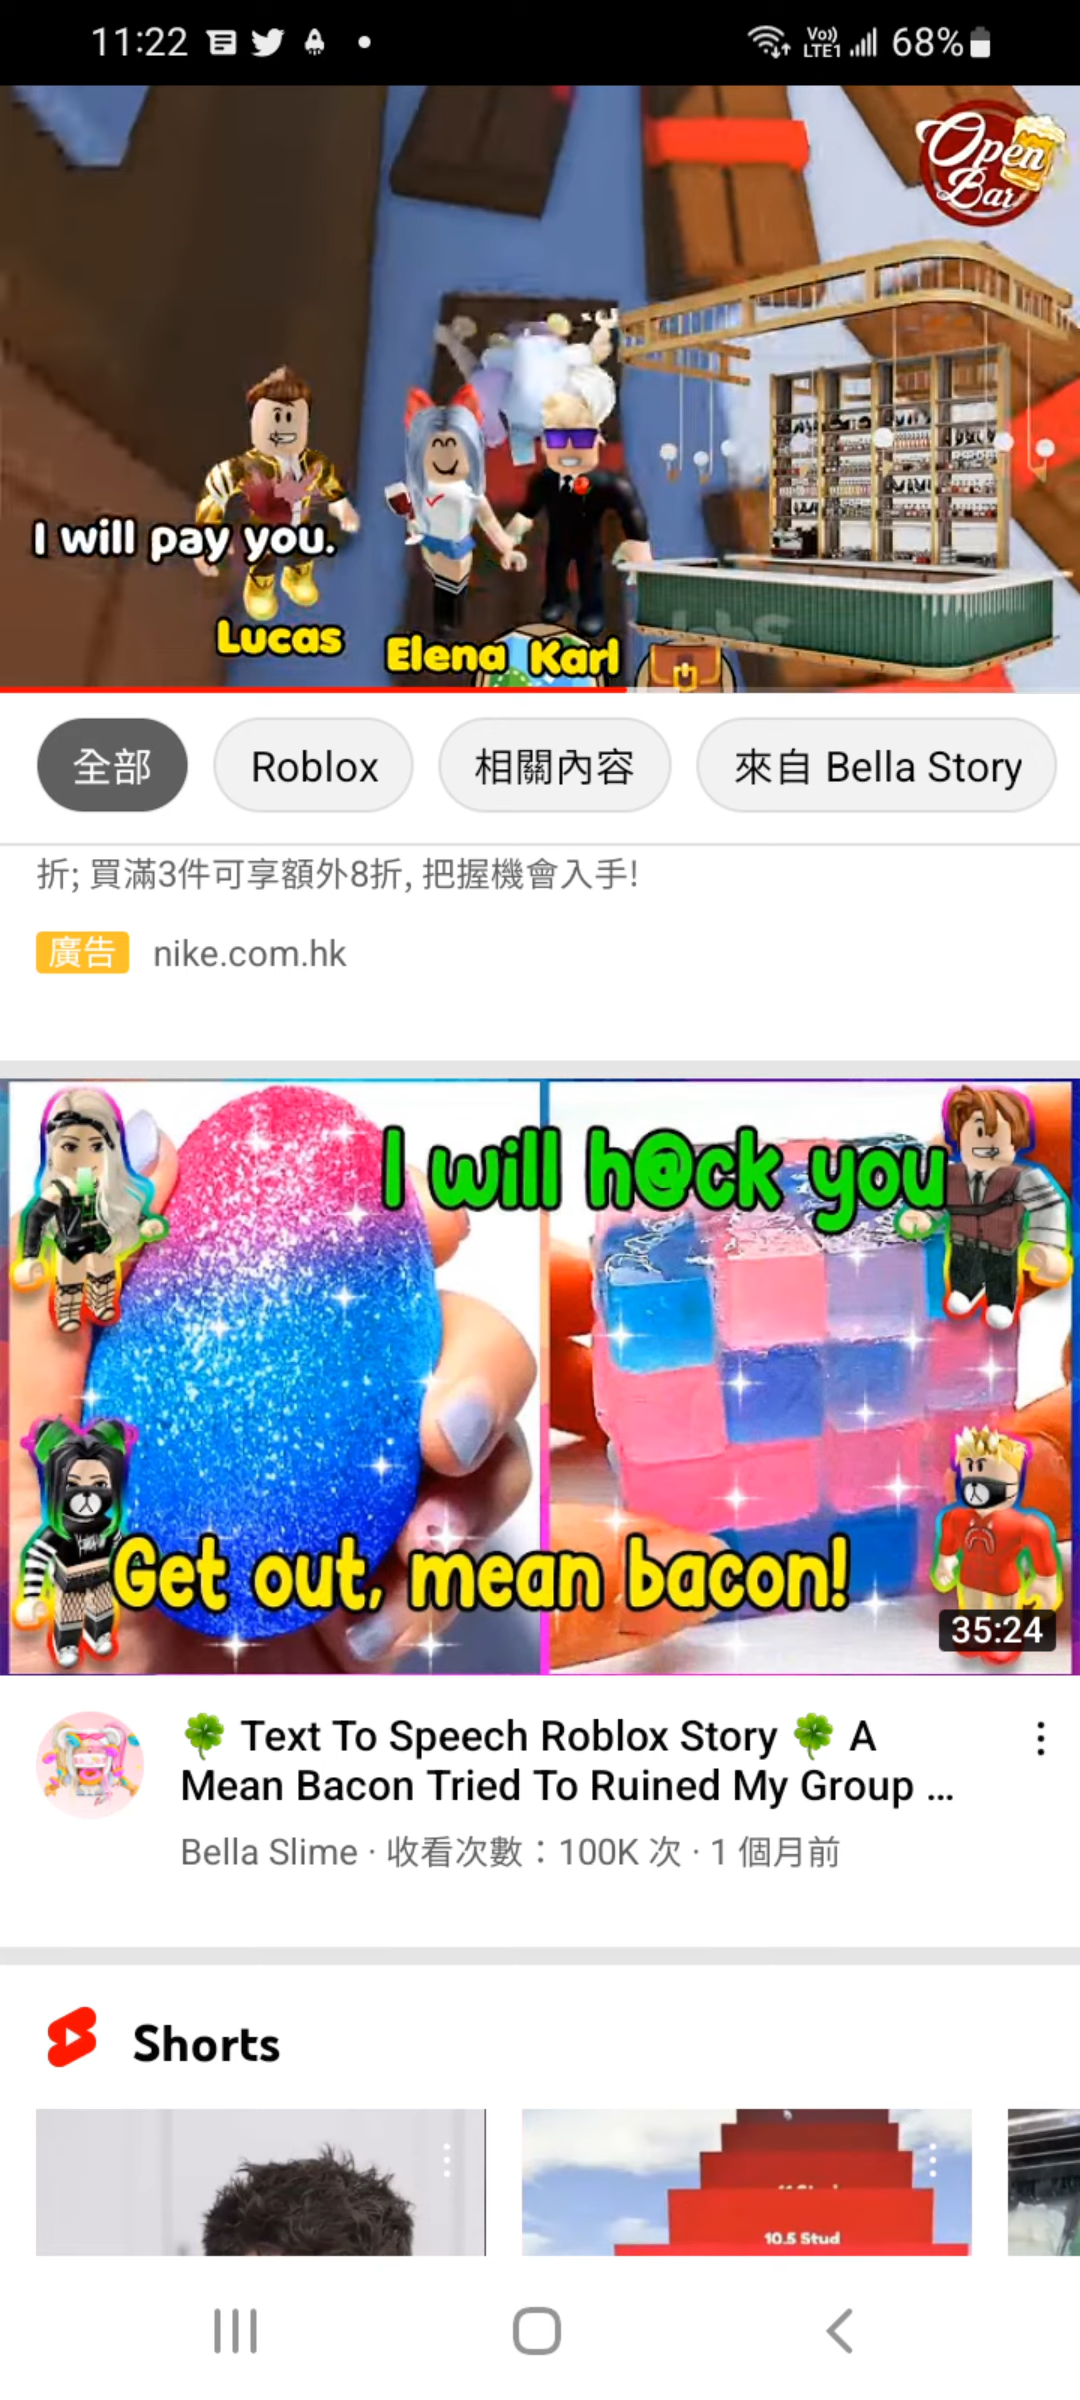 11:22
Vo))
LTE1
68%
Open
Bar
I will pay you.
Lucas
Elena Karl
全部
Roblox
相關內容
來自 Bella Story
折; 買滿3件可享額外8折, 把握機會入手!
廣告 nike.com.hk
I will h@ck you
Get out, mean bacon!
35:24
🍀 Text To Speech Roblox Story 🍀 A
Mean Bacon Tried To Ruined My Group ...
Bella Slime · 收看次數：100K 次 · 1 個月前
Shorts
10.5 Stud